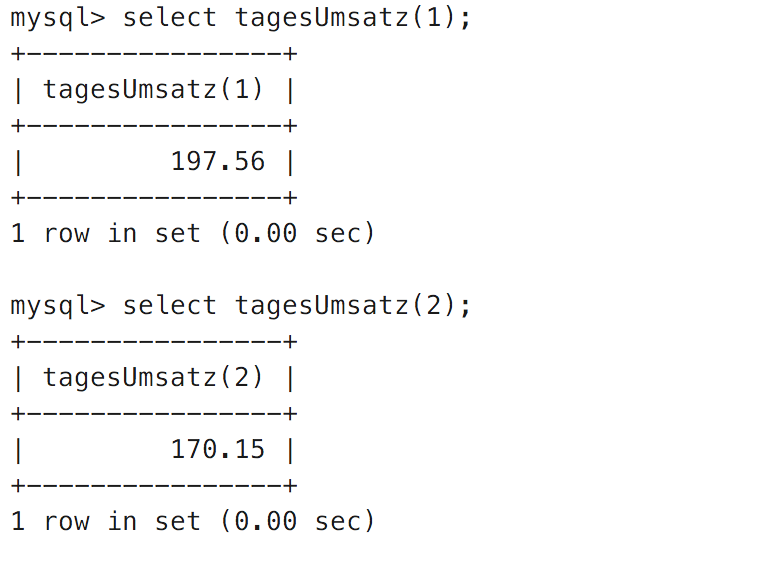 mysql> select tagesUmsatz(1);
+----------------+
| tagesUmsatz(1) |
+----------------+
|         197.56 |
+----------------+
1 row in set (0.00 sec)

mysql> select tagesUmsatz(2);
+----------------+
| tagesUmsatz(2) |
+----------------+
|         170.15 |
+----------------+
1 row in set (0.00 sec)